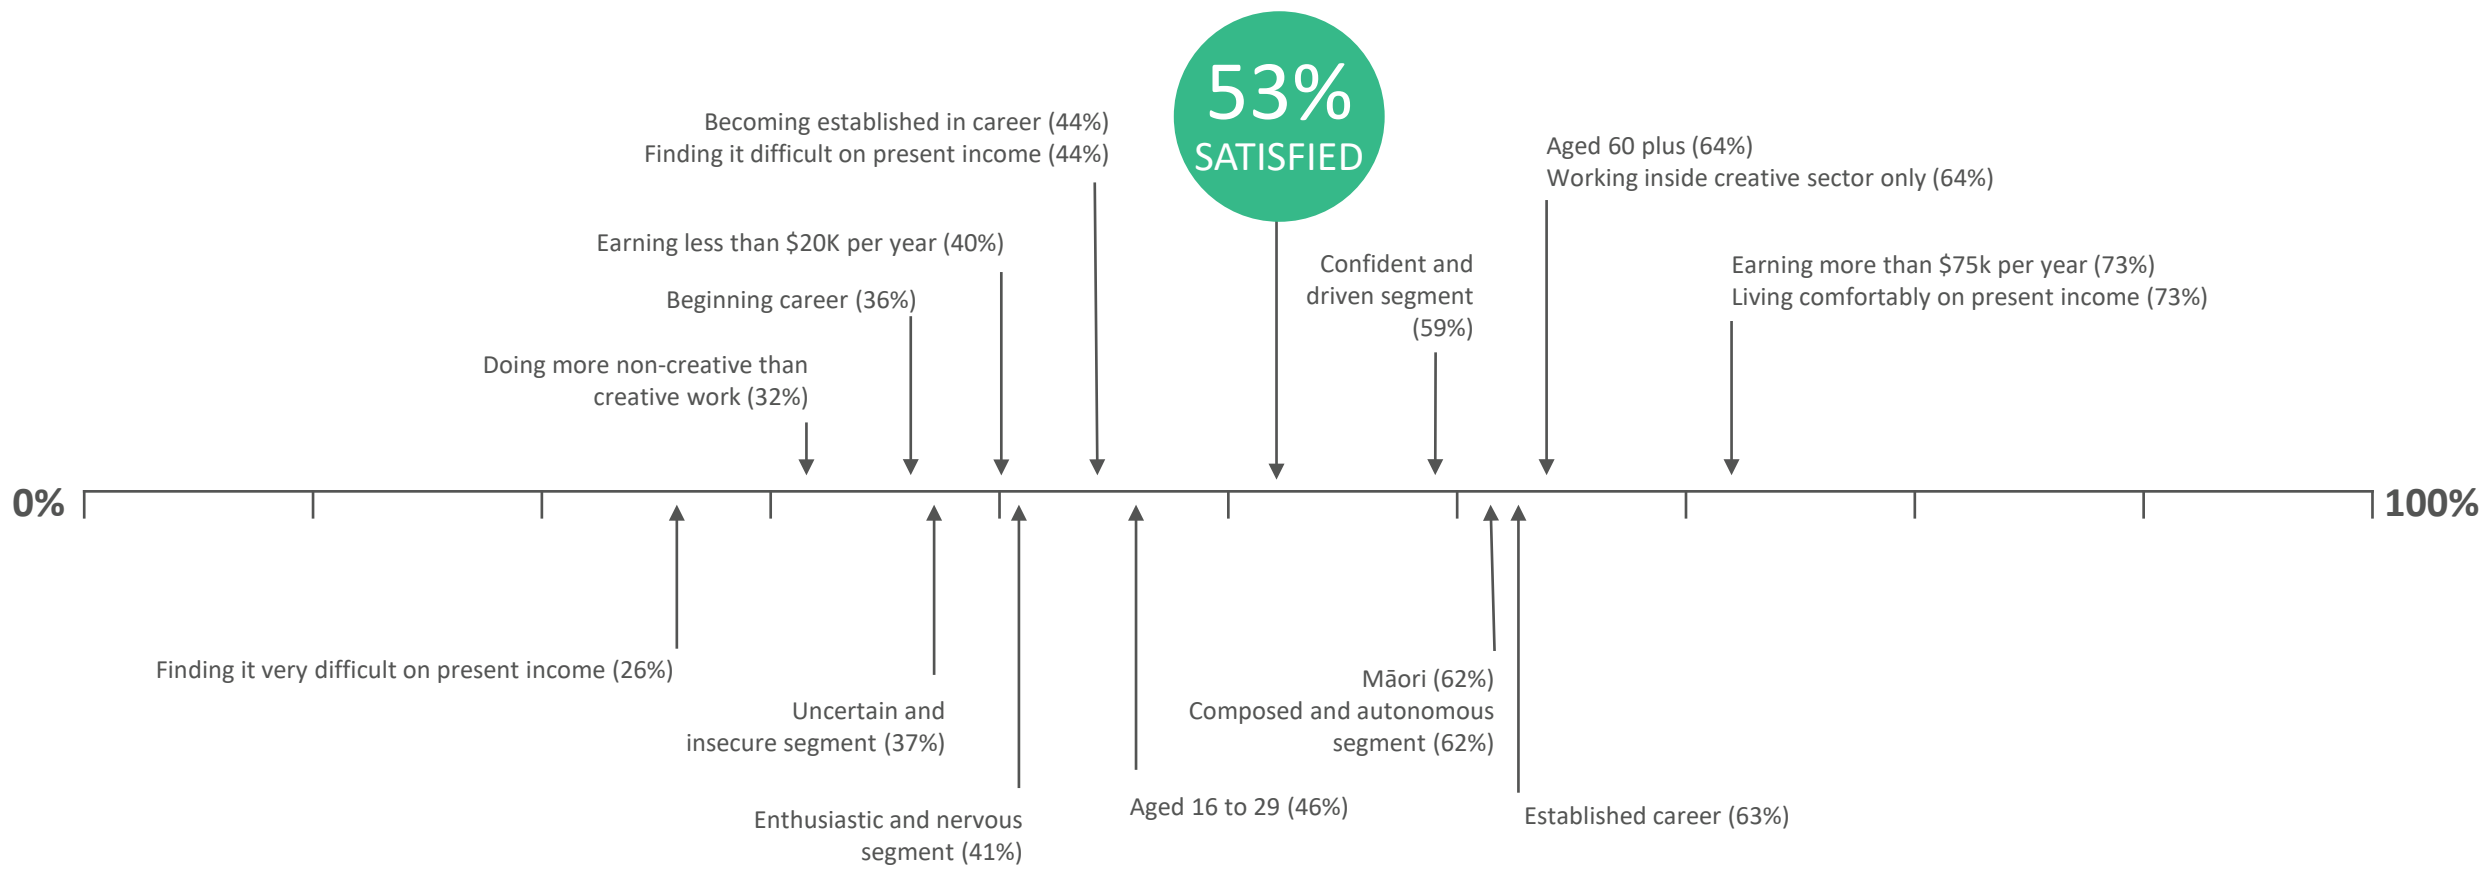 53%
SATISFIED
Becoming established in career (44%)
Finding it difficult on present income (44%)
Aged 60 plus (64%)
Working inside creative sector only (64%)
Earning less than $20K per year (40%)
Confident and
driven segment
(59%)
Earning more than $75k per year (73%)
Living comfortably on present income (73%)
Beginning career (36%)
Doing more non-creative than
creative work (32%)
0%
100%
Finding it very difficult on present income (26%)
Uncertain and
insecure segment (37%)
Māori (62%)
Composed and autonomous
segment (62%)
Enthusiastic and nervous
segment (41%)
Aged 16 to 29 (46%)
Established career (63%)